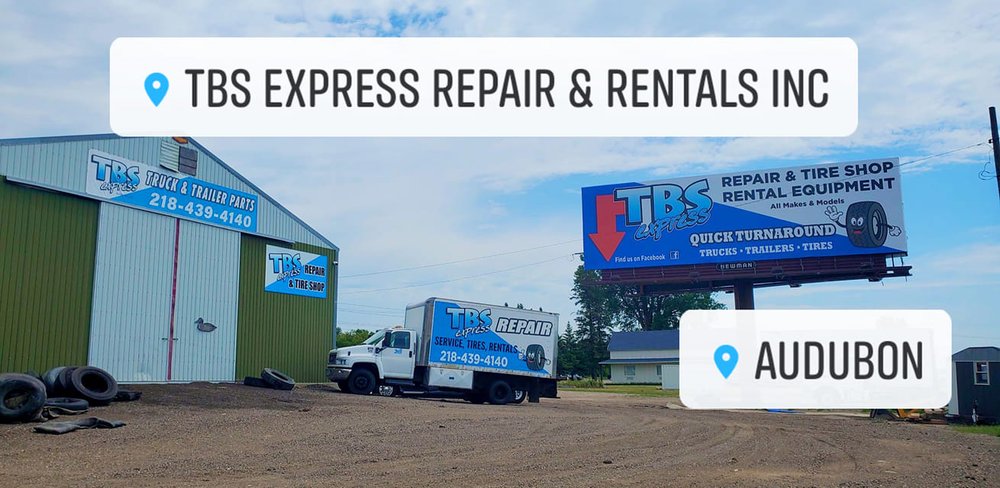 TBS EXPRESS REPAIR & RENTALS INC
TBS express TRUCK & TRAILER PARTS
218-439-4140
TBS express REPAIR
& TIRE SHOP
TBS express REPAIR
SERVICE, TIRES, RENTALS
218-439-4140
TBS express
REPAIR & TIRE SHOP
RENTAL EQUIPMENT
All Makes & Models
QUICK TURNAROUND
TRUCKS • TRAILERS • TIRES
Find us on Facebook f
NEWMAN
AUDUBON